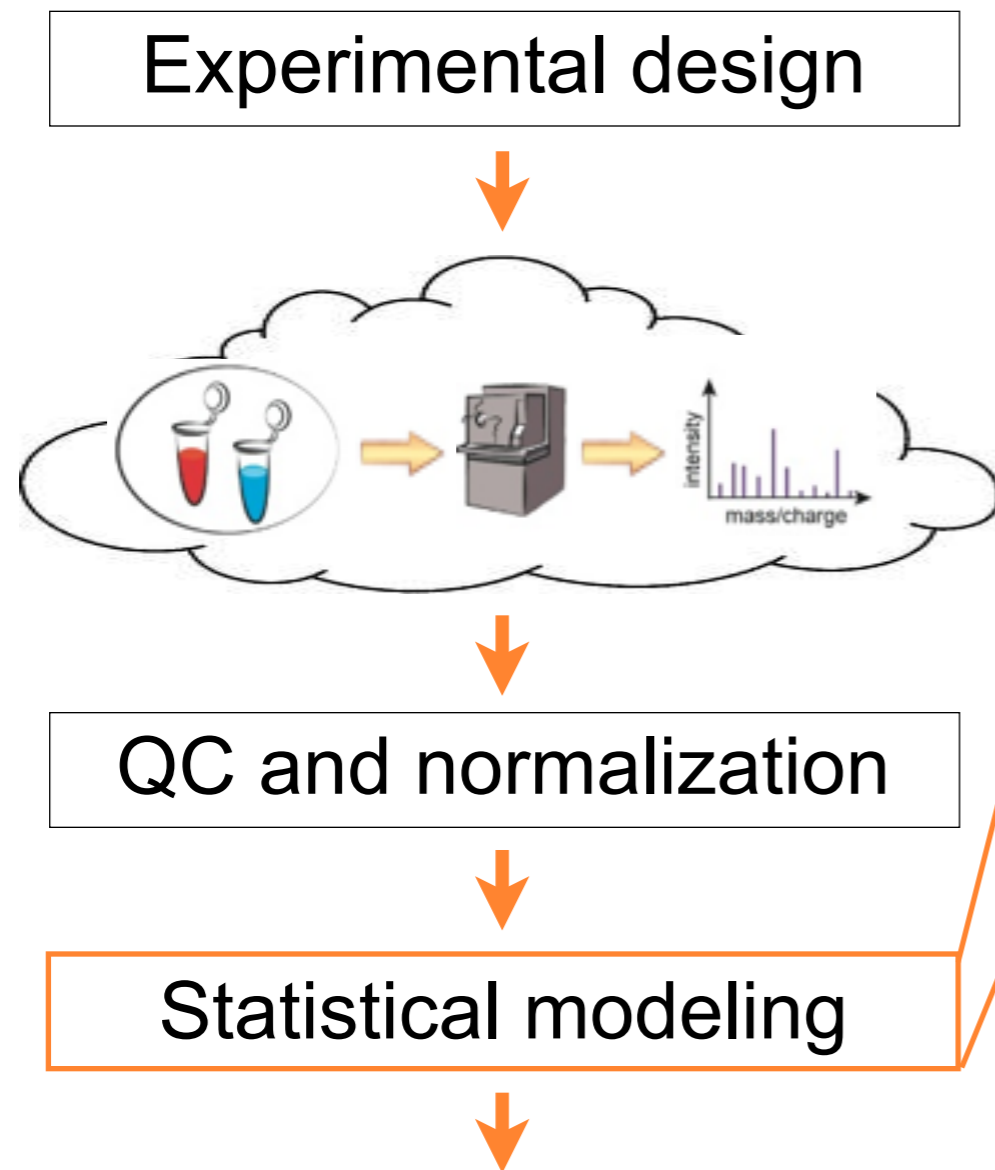 Experimental design
intensity
mass/charge
QC and normalization
Statistical modeling